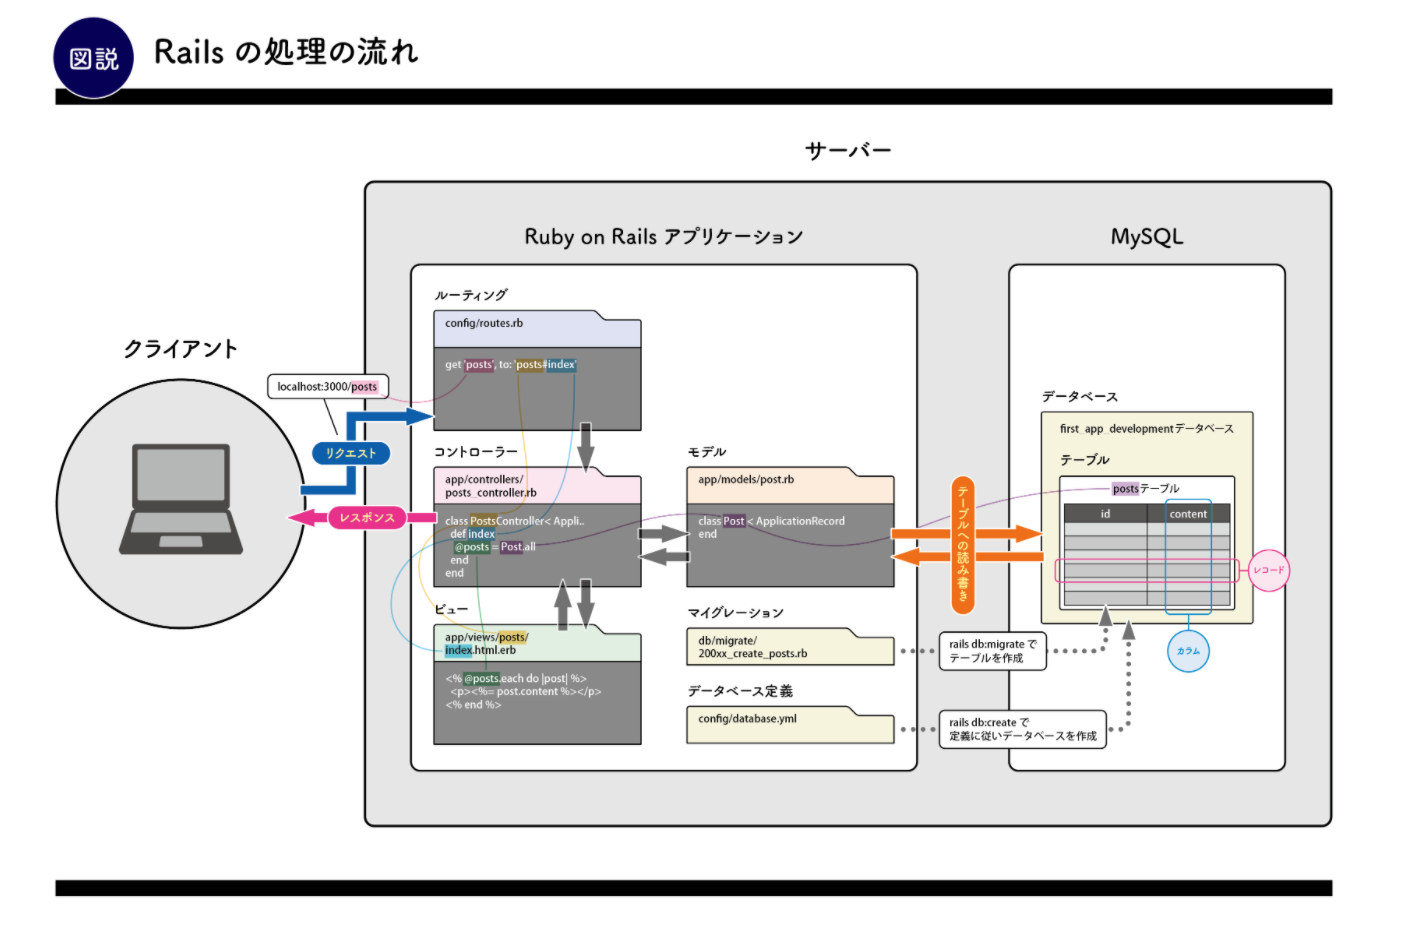 図説
Rails の処理の流れ
サーバー
Ruby on Rails アプリケーション
MySQL
クライアント
localhost:3000/posts
リクエスト
レスポンス
ルーティング
config/routes.rb
get 'posts', to: 'posts#index'
コントローラー
app/controllers/
posts_controller.rb
class PostsController< Appli..
def index
@posts = Post.all
end
end
ビュー
app/views/posts/
index.html.erb
<% @posts.each do |post| %>
<p><%= post.content %></p>
<% end %>
モデル
app/models/post.rb
class Post < ApplicationRecord
end
マイグレーション
db/migrate/
200xx_create_posts.rb
データベース定義
config/database.yml
テーブルへの読み書き
rails db:migrate で
テーブルを作成
rails db:create で
定義に従いデータベースを作成
データベース
first_app_developmentデータベース
テーブル
postsテーブル
id
content
レコード
カラム